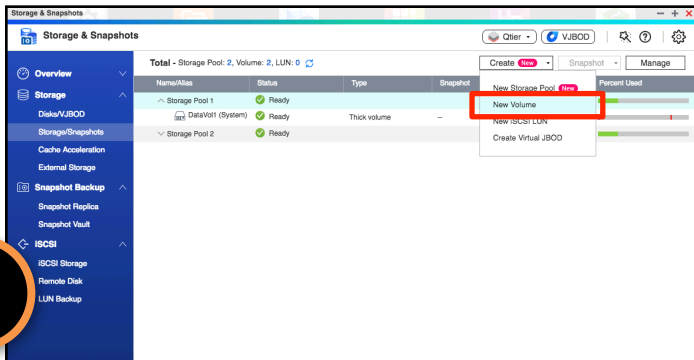 Storage & Snapshots
Storage & Snapshots
Qtier
VJBOD
Total - Storage Pool: 2, Volume: 2, LUN: 0
Create New
Snapshot
Manage
Overview
Storage
Disks/VJBOD
Storage/Snapshots
Cache Acceleration
External Storage
Snapshot Backup
Snapshot Replica
Snapshot Vault
iSCSI
iSCSI Storage
Remote Disk
LUN Backup
Name/Alias Status Type Snapshot Percent Used
Storage Pool 1 Ready
DataVol1 (System) Ready Thick volume --
Storage Pool 2 Ready
New Storage Pool New
New Volume
New iSCSI LUN
Create Virtual JBOD